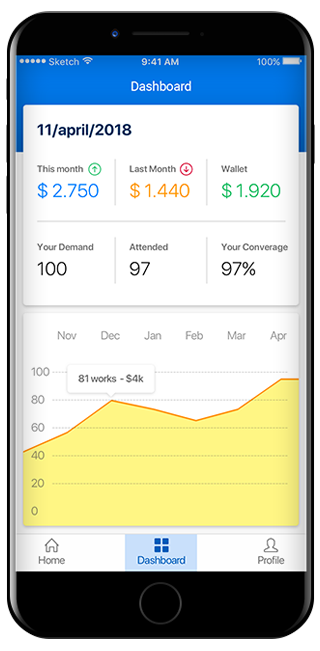 Sketch 9:41 AM 100%
Dashboard
11/april/2018
This month Last Month Wallet
$ 2.750 $ 1.440 $ 1.920
Your Demand Attended Your Converage
100 97 97%
Nov Dec Jan Feb Mar Apr
100
81 works - $4k
80
60
40
20
0
Home Dashboard Profile